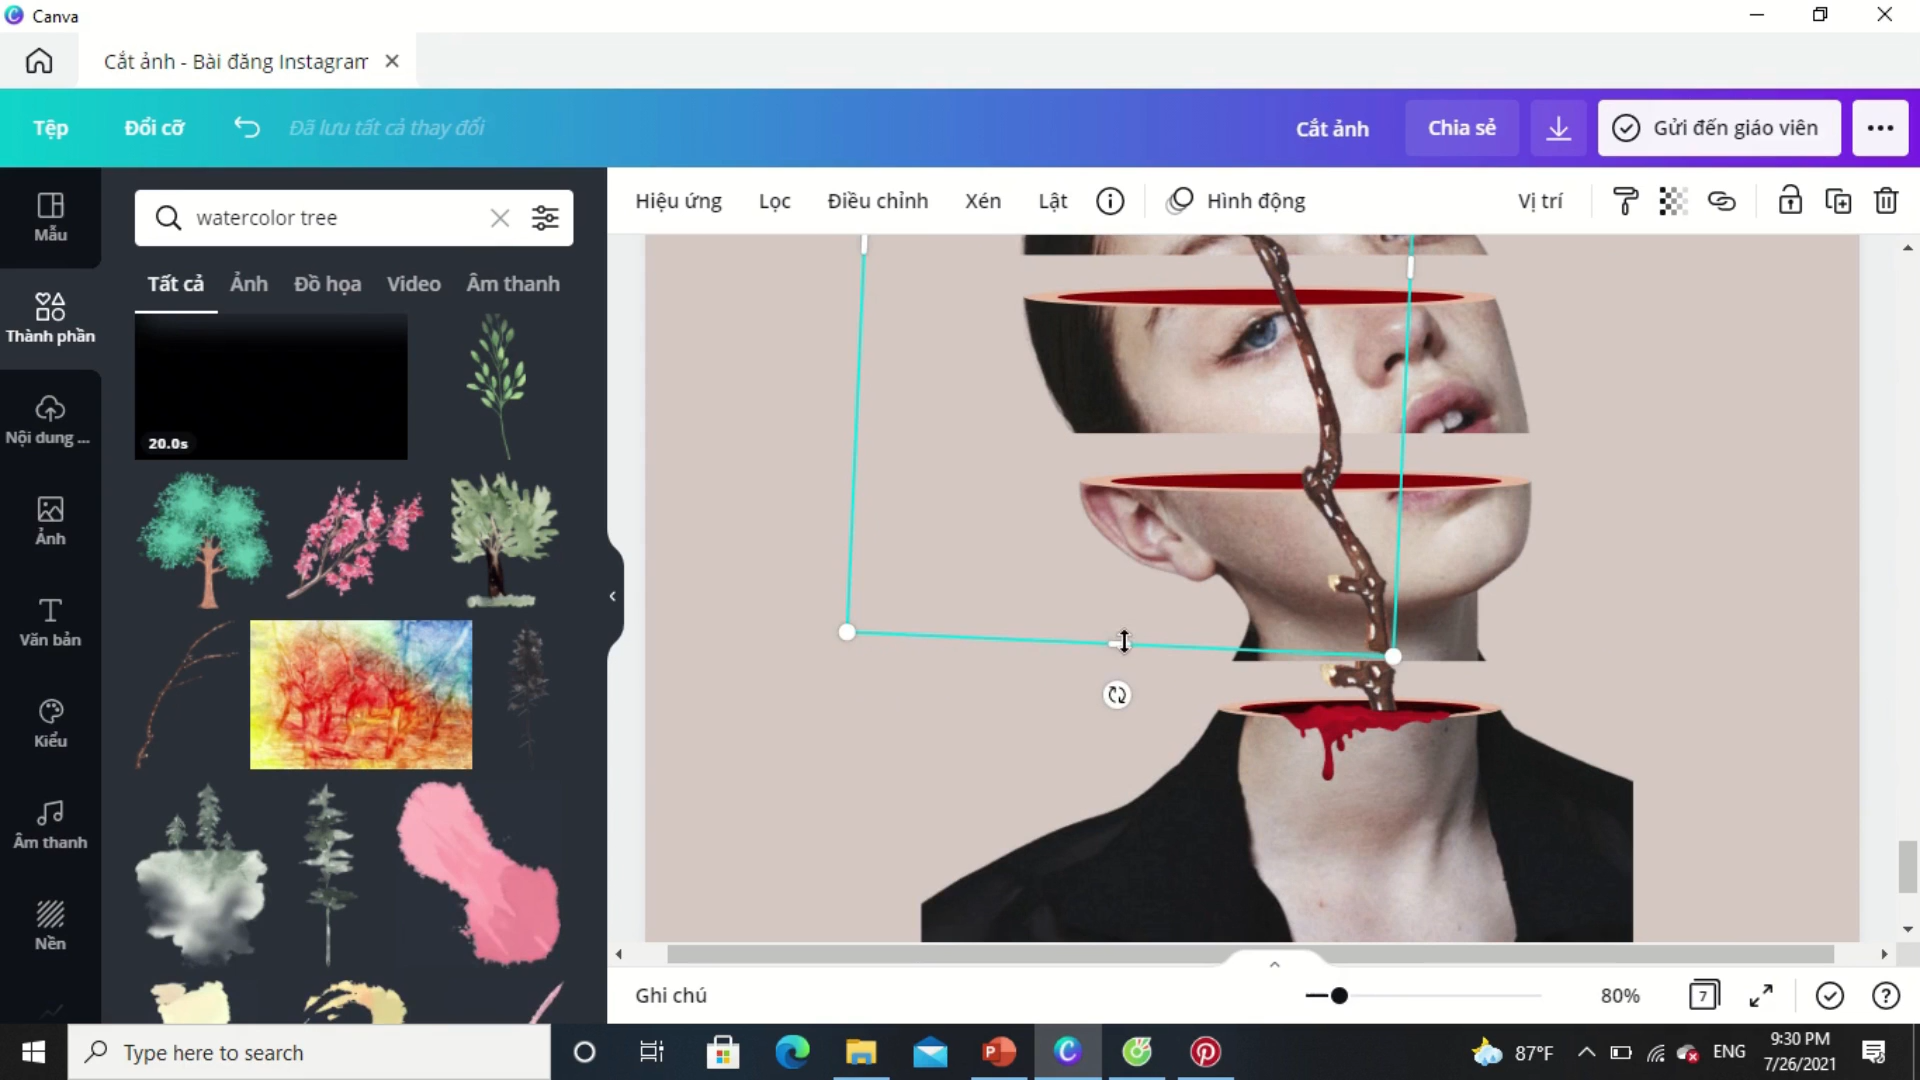 Canva
Cắt ảnh - Bài đăng Instagram
Tệp
Đổi cỡ
Đã lưu tất cả thay đổi
Cắt ảnh
Chia sẻ
Gửi đến giáo viên
Mẫu
Thành phần
Nội dung ...
Ảnh
Văn bản
Kiểu
Âm thanh
Nền
watercolor tree
Tất cả
Ảnh
Đồ họa
Video
Âm thanh
20.0s
Hiệu ứng
Lọc
Điều chỉnh
Xén
Lật
Hình động
Vị trí
Ghi chú
80%
7
Type here to search
87°F
ENG
9:30 PM
7/26/2021